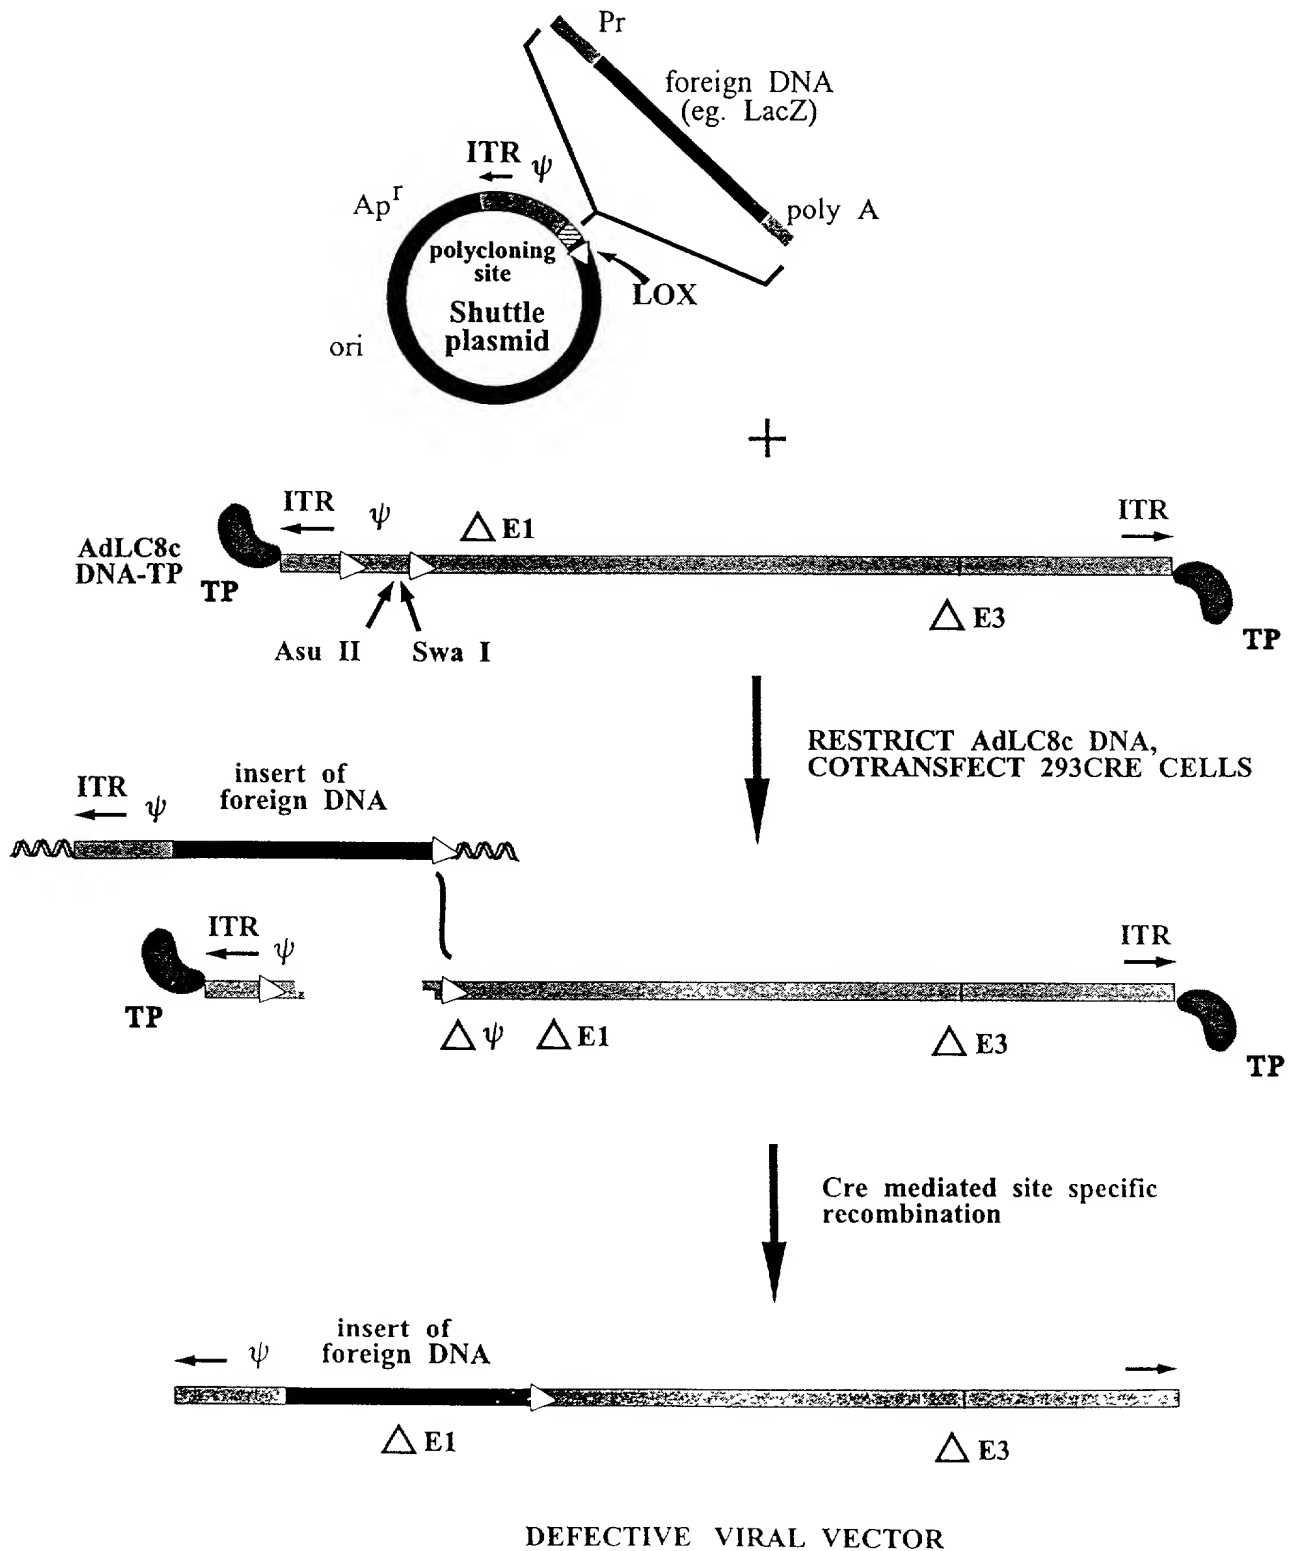 Pr
foreign DNA
(eg. LacZ)
poly A
ITR ψ
Ap^r
polycloning
site
LOX
Shuttle
plasmid
ori
+
ITR ψ △ E1 ITR
AdLC8c
DNA-TP
TP
△ E3
TP
Asu II Swa I
RESTRICT AdLC8c DNA,
COTRANSFECT 293CRE CELLS
insert of
foreign DNA
ITR ψ
ITR ψ ITR
TP
△ ψ △ E1 △ E3
TP
Cre mediated site specific
recombination
insert of
foreign DNA
ψ
△ E1 △ E3
DEFECTIVE VIRAL VECTOR